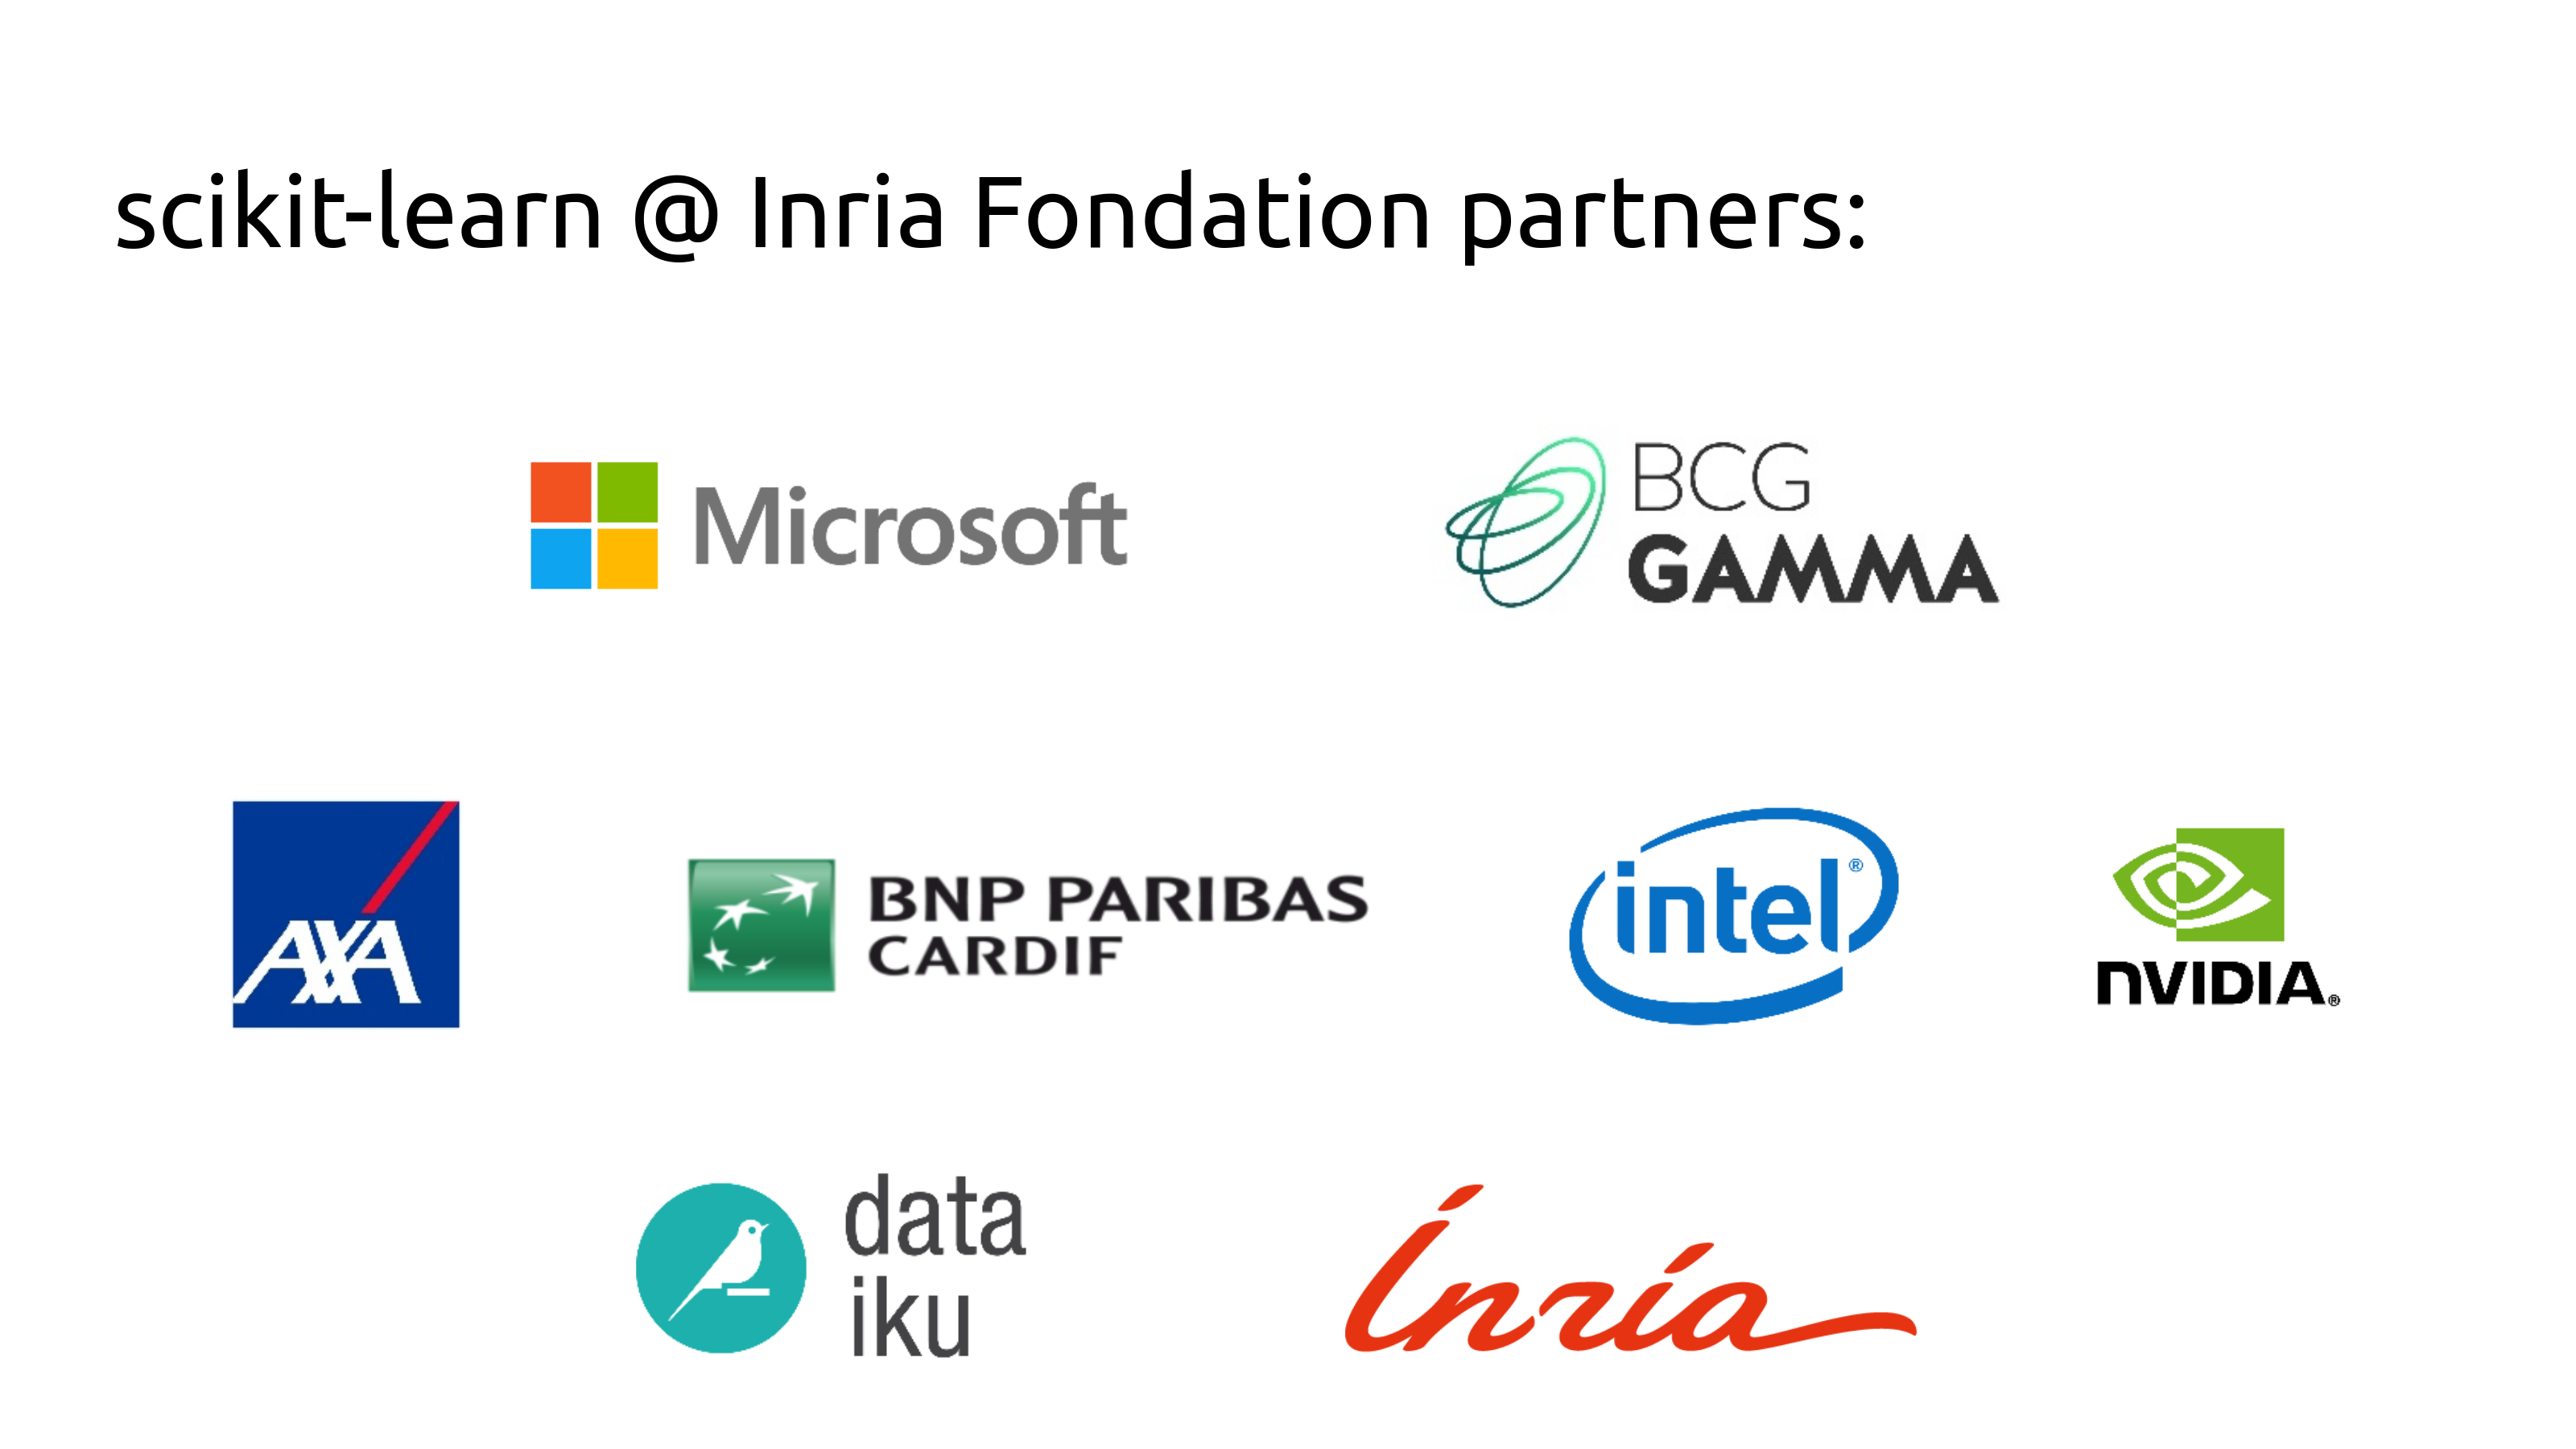 scikit-learn @ Inria Fondation partners:
Microsoft
BCG
GAMMA
AXA
BNP PARIBAS
CARDIF
intel®
NVIDIA®
data
iku
Inria